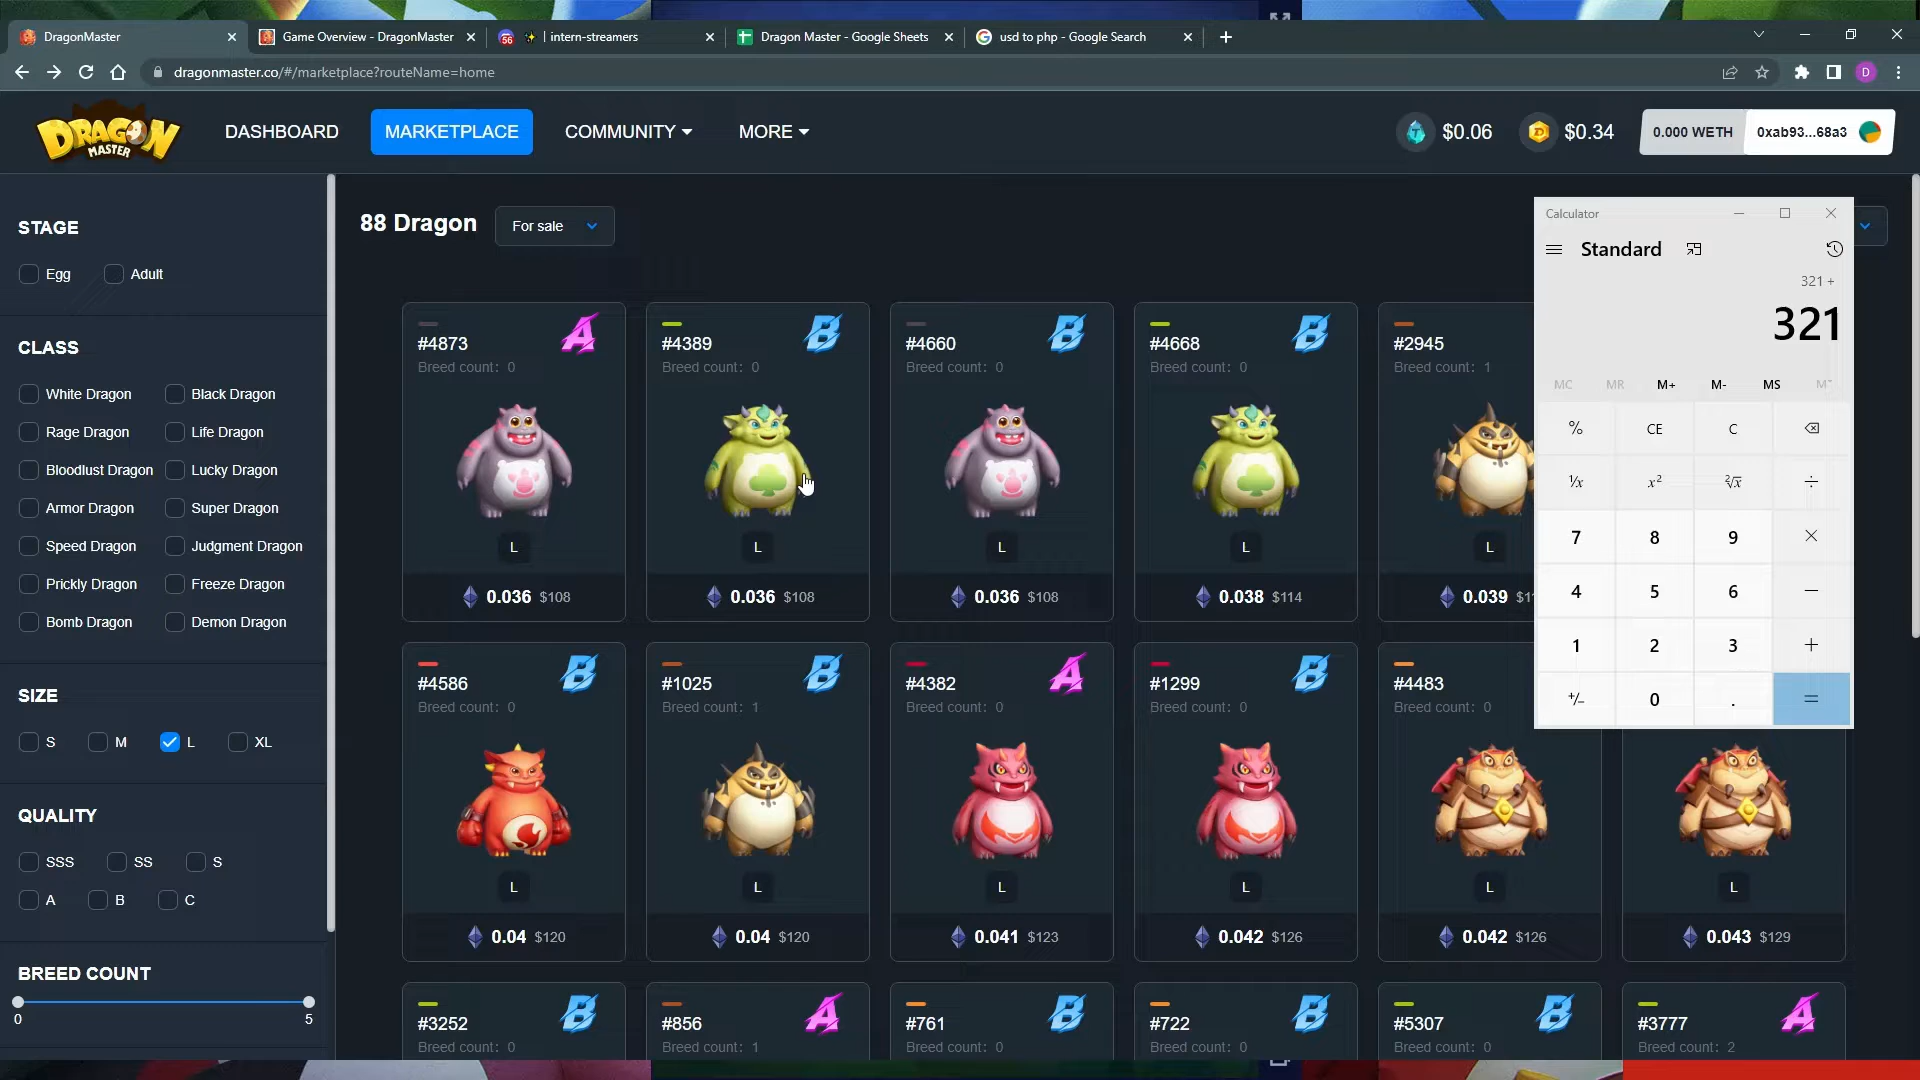 DragonMaster
Game Overview - DragonMaster
56
| intern-streamers
Dragon Master - Google Sheets
usd to php - Google Search
dragonmaster.co/#/marketplace?routeName=home
D
DRAGON MASTER
DASHBOARD
MARKETPLACE
COMMUNITY
MORE
$0.06
$0.34
0.000 WETH
0xab93...68a3
STAGE
Egg
Adult
CLASS
White Dragon
Black Dragon
Rage Dragon
Life Dragon
Bloodlust Dragon
Lucky Dragon
Armor Dragon
Super Dragon
Speed Dragon
Judgment Dragon
Prickly Dragon
Freeze Dragon
Bomb Dragon
Demon Dragon
SIZE
S
M
L
XL
QUALITY
SSS
SS
S
A
B
C
BREED COUNT
0
5
88 Dragon
For sale
#4873
A
Breed count: 0
L
0.036 $108
#4389
B
Breed count: 0
L
0.036 $108
#4660
B
Breed count: 0
L
0.036 $108
#4668
B
Breed count: 0
L
0.038 $114
#2945
Breed count: 1
L
0.039
#4586
B
Breed count: 0
L
0.04 $120
#1025
B
Breed count: 1
L
0.04 $120
#4382
A
Breed count: 0
L
0.041 $123
#1299
B
Breed count: 0
L
0.042 $126
#4483
Breed count: 0
L
0.042 $126
L
0.043 $129
#3252
B
Breed count: 0
#856
A
Breed count: 1
#761
B
Breed count: 0
#722
B
Breed count: 0
#5307
B
Breed count: 0
#3777
A
Breed count: 2
Calculator
Standard
321 +
321
MC MR M+ M- MS
% CE C
¹/x x² ²√x ÷
7 8 9 ×
4 5 6 −
1 2 3 +
+/− 0 . =